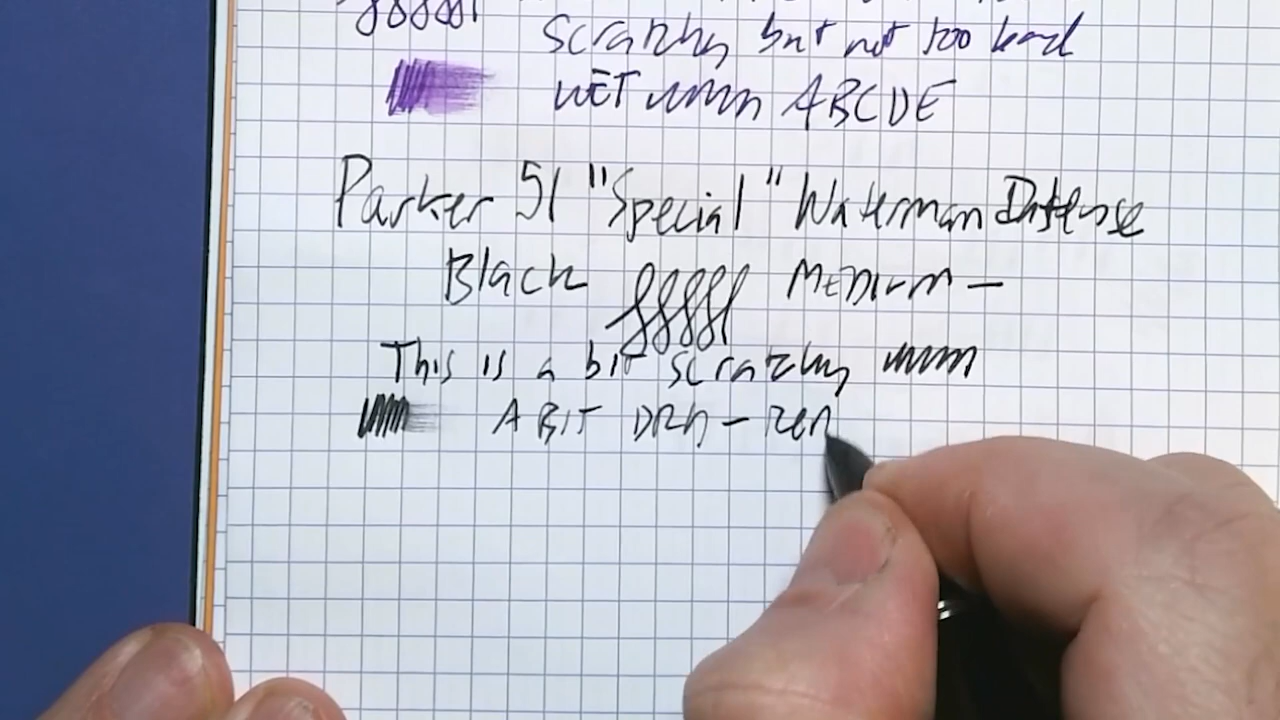 scratchy but not too bad
WET ABCDE
Parker 51 "Special" Waterman Intense
Black MEDIUM -
This is a bit scratchy
A BIT DRY -